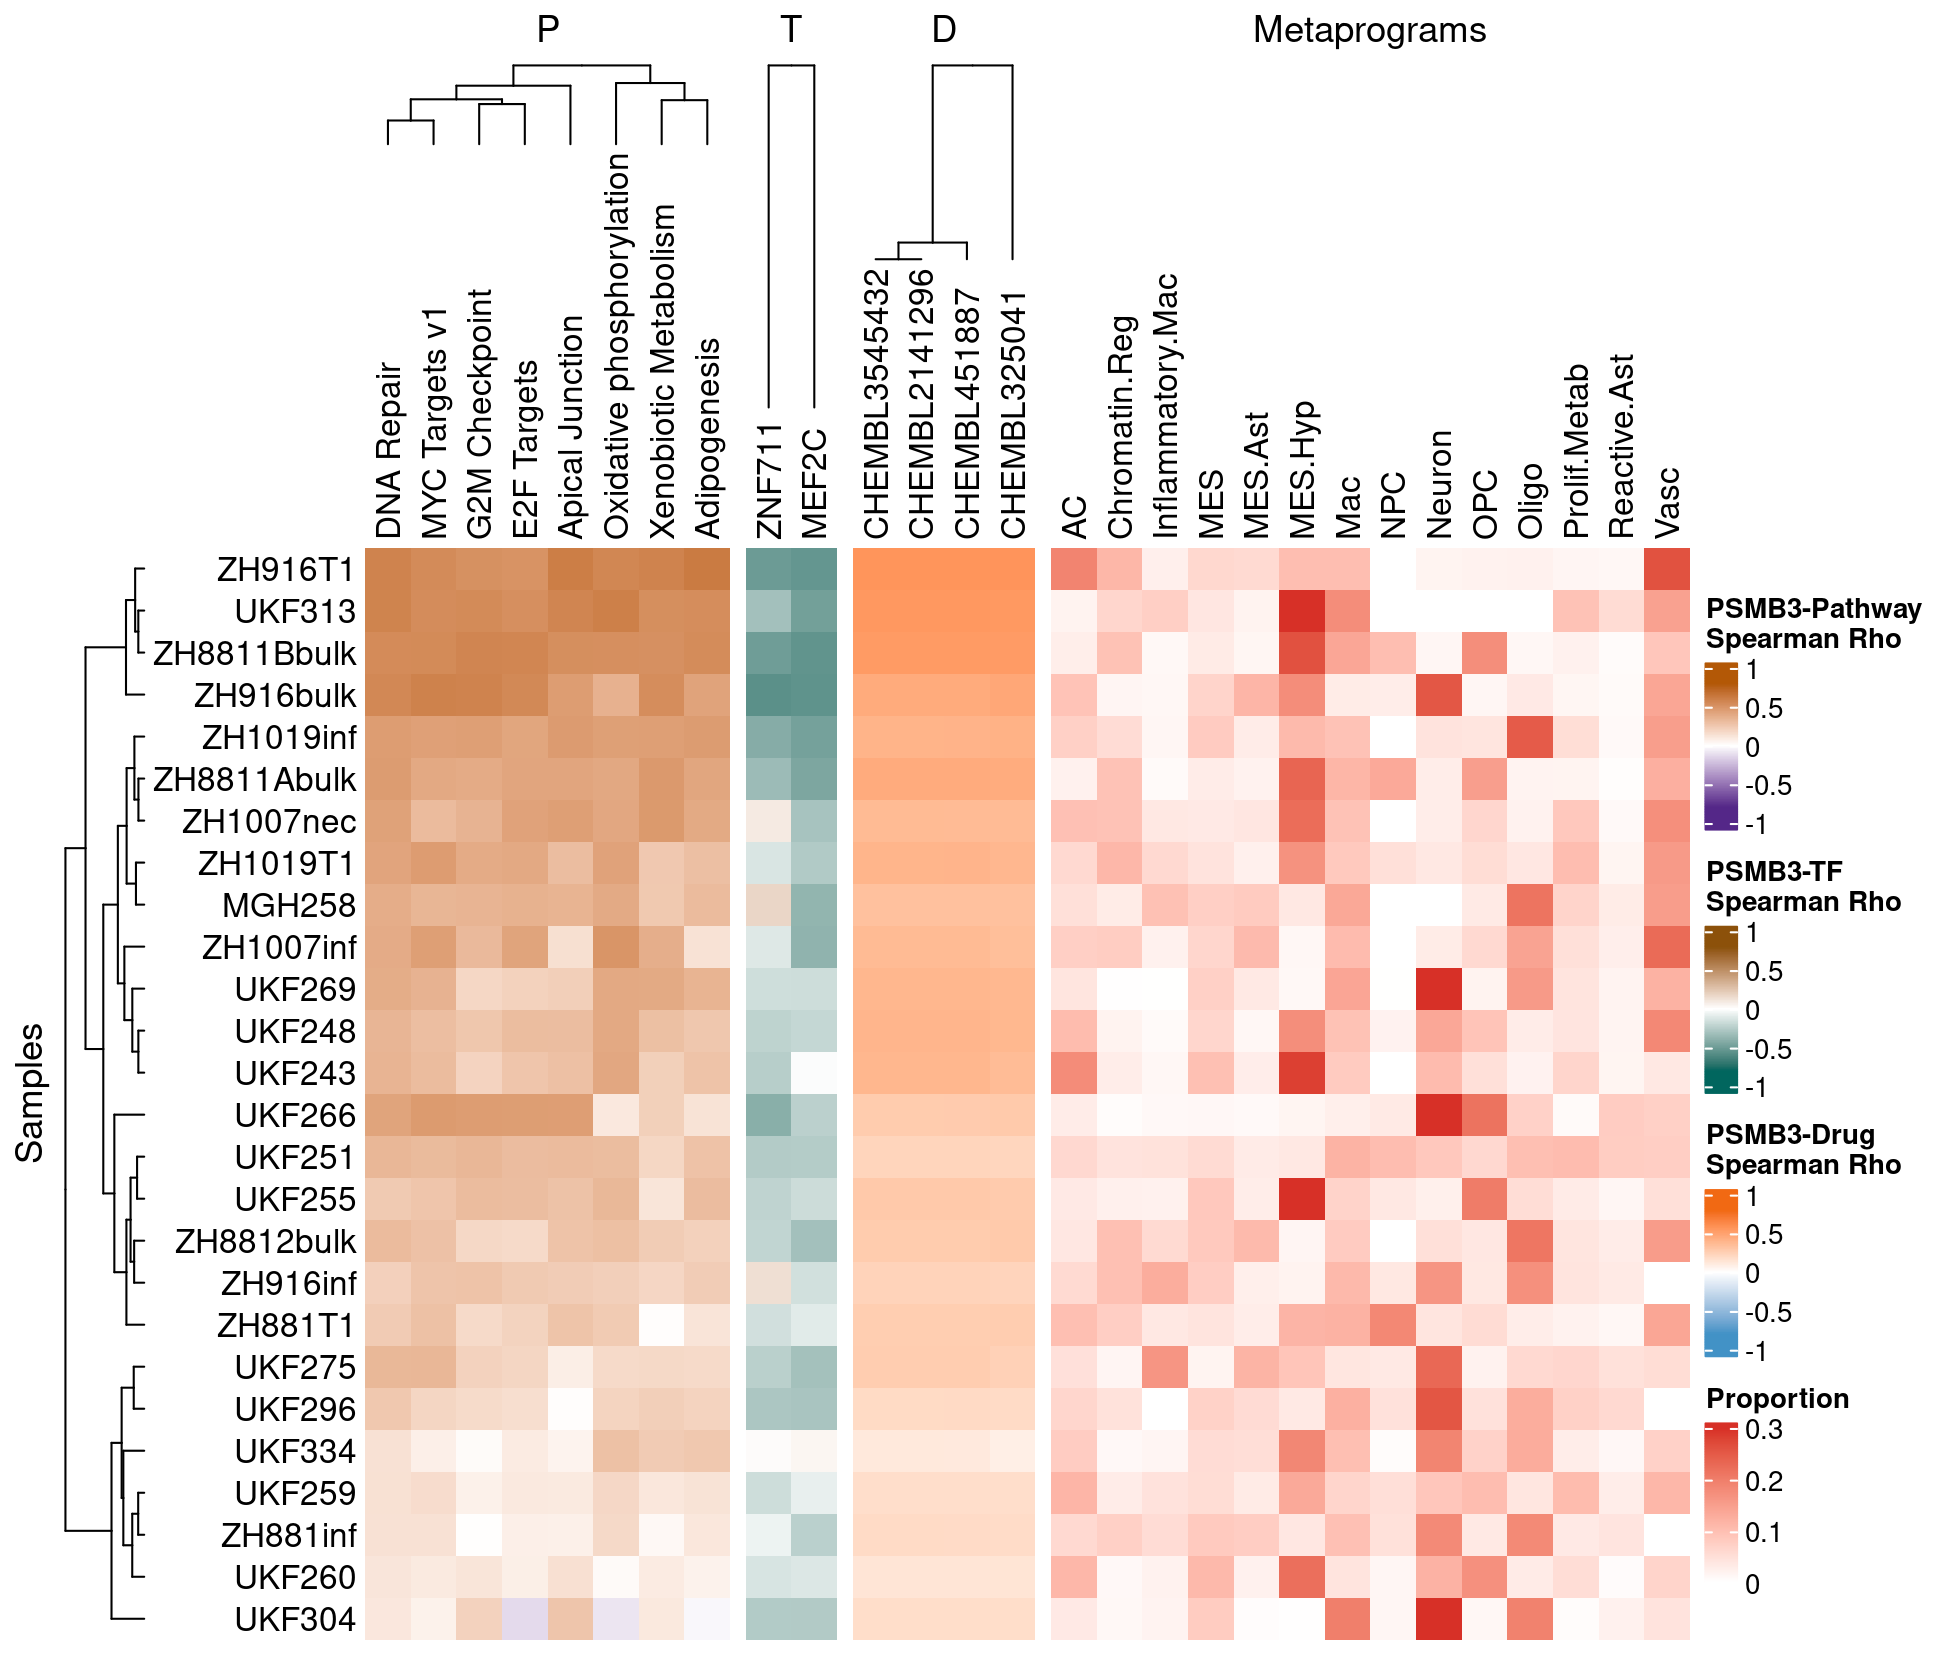 P
T
D
Metaprograms
DNA Repair
MYC Targets v1
G2M Checkpoint
E2F Targets
Apical Junction
Oxidative phosphorylation
Xenobiotic Metabolism
Adipogenesis
ZNF711
MEF2C
CHEMBL3545432
CHEMBL2141296
CHEMBL451887
CHEMBL325041
AC
Chromatin.Reg
Inflammatory.Mac
MES
MES.Ast
MES.Hyp
Mac
NPC
Neuron
OPC
Oligo
Prolif.Metab
Reactive.Ast
Vasc
Samples
ZH916T1
UKF313
ZH8811Bbulk
ZH916bulk
ZH1019inf
ZH8811Abulk
ZH1007nec
ZH1019T1
MGH258
ZH1007inf
UKF269
UKF248
UKF243
UKF266
UKF251
UKF255
ZH8812bulk
ZH916inf
ZH881T1
UKF275
UKF296
UKF334
UKF259
ZH881inf
UKF260
UKF304
PSMB3-Pathway
Spearman Rho
1
0.5
0
-0.5
-1
PSMB3-TF
Spearman Rho
1
0.5
0
-0.5
-1
PSMB3-Drug
Spearman Rho
1
0.5
0
-0.5
-1
Proportion
0.3
0.2
0.1
0